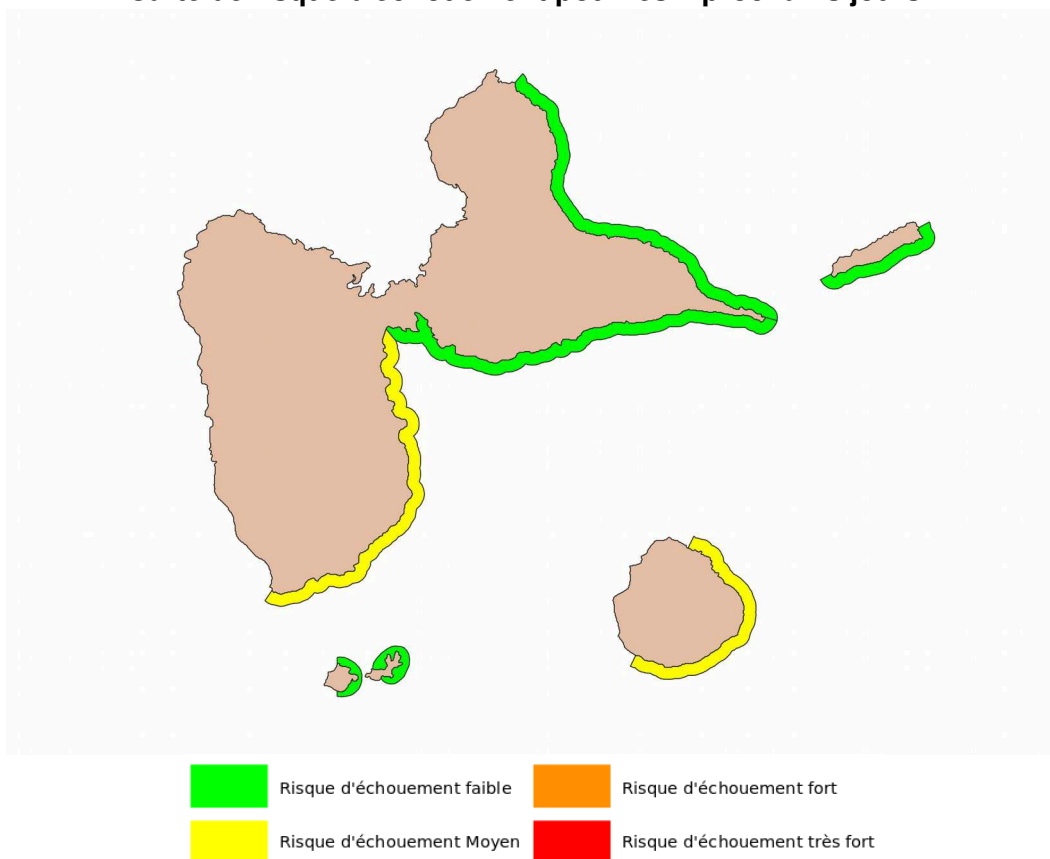 Risque d'échouement faible
Risque d'échouement fort
Risque d'échouement Moyen
Risque d'échouement très fort